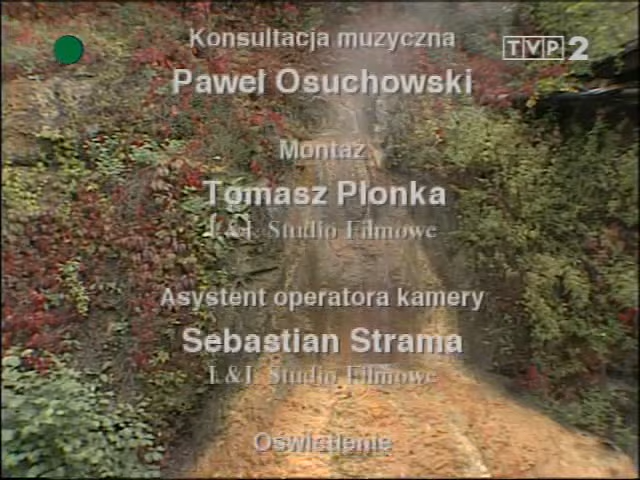 Konsultacja muzyczna
TVP2
Paweł Osuchowski
Montaż
Tomasz Płonka
Studio Filmowe
Asystent operatora kamery
Sebastian Strama
Studio Filmowe
Oświetlenie